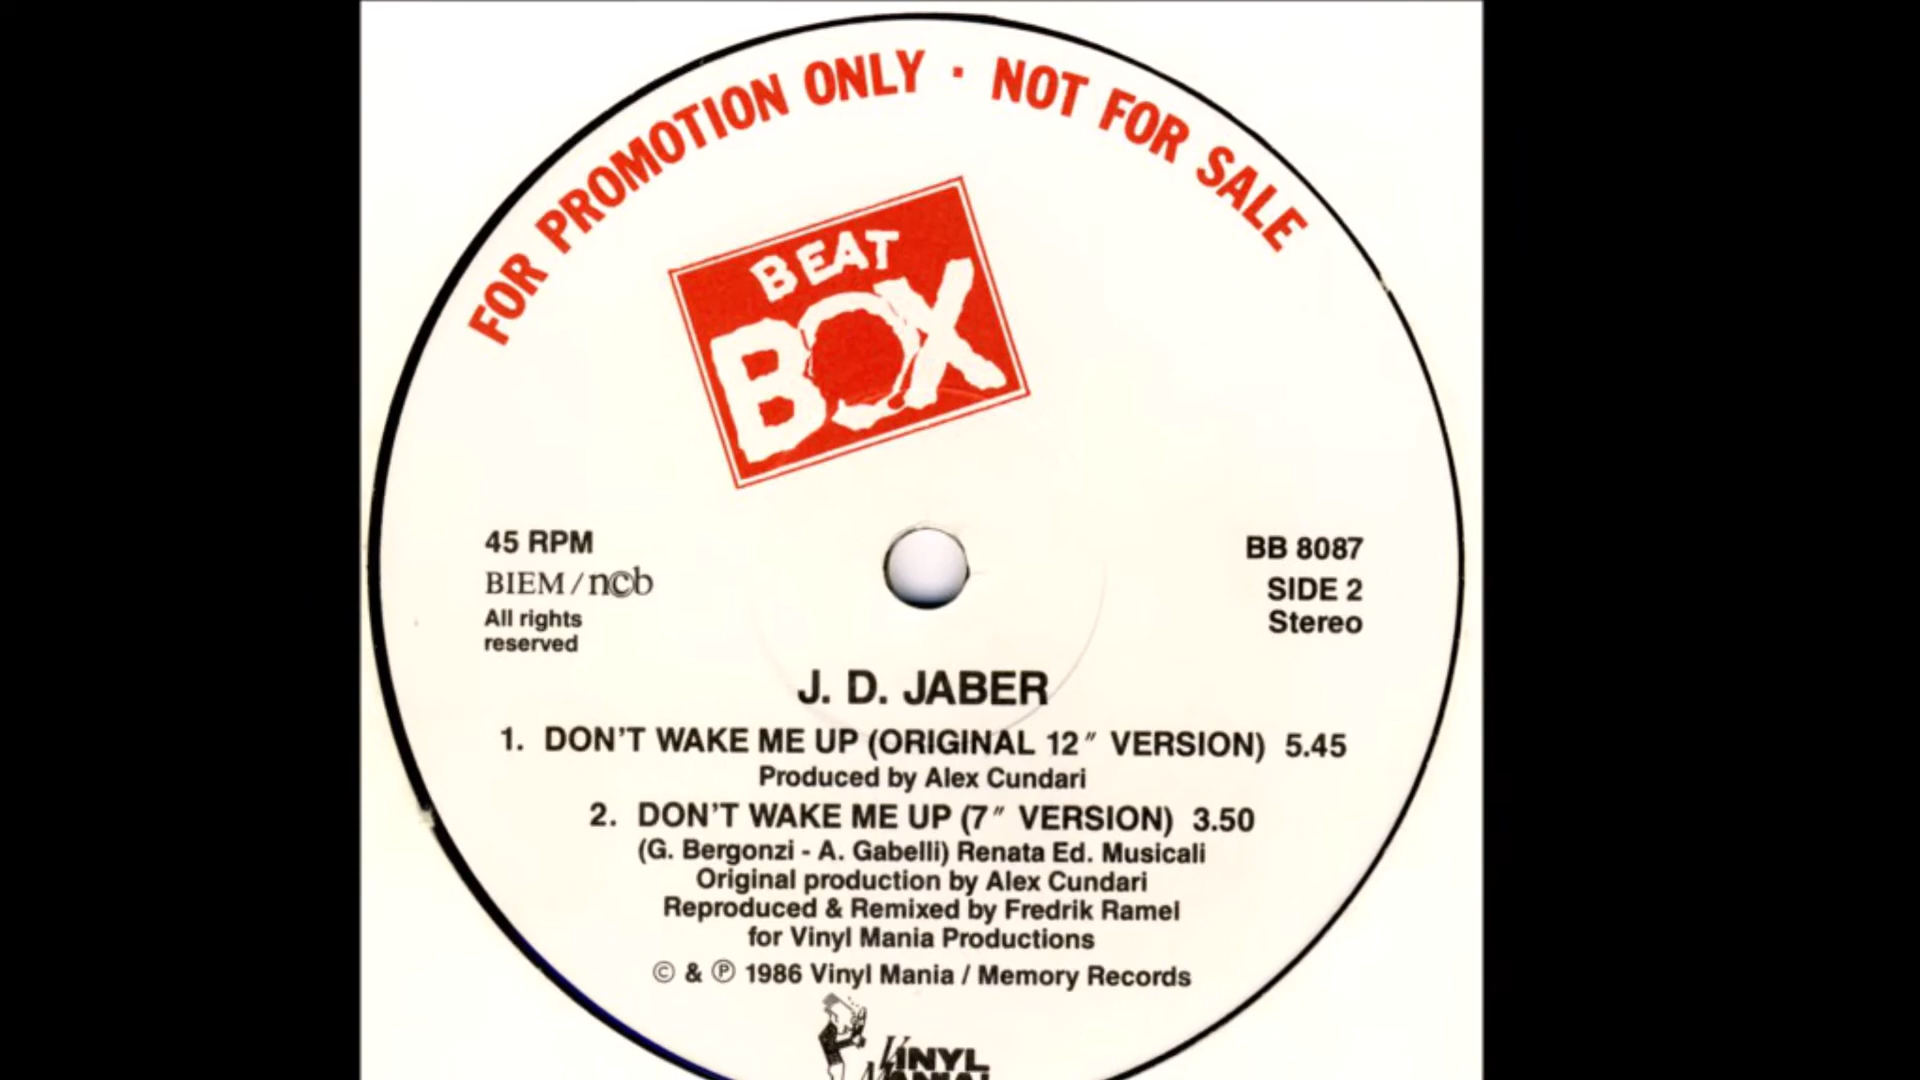 FOR PROMOTION ONLY · NOT FOR SALE
BEAT
BOX
45 RPM
BIEM / ncb
All rights
reserved
BB 8087
SIDE 2
Stereo
J. D. JABER
1. DON'T WAKE ME UP (ORIGINAL 12″ VERSION) 5.45
Produced by Alex Cundari
2. DON'T WAKE ME UP (7″ VERSION) 3.50
(G. Bergonzi - A. Gabelli) Renata Ed. Musicali
Original production by Alex Cundari
Reproduced & Remixed by Fredrik Ramel
for Vinyl Mania Productions
© & ℗ 1986 Vinyl Mania / Memory Records
VINYL
MANIA!